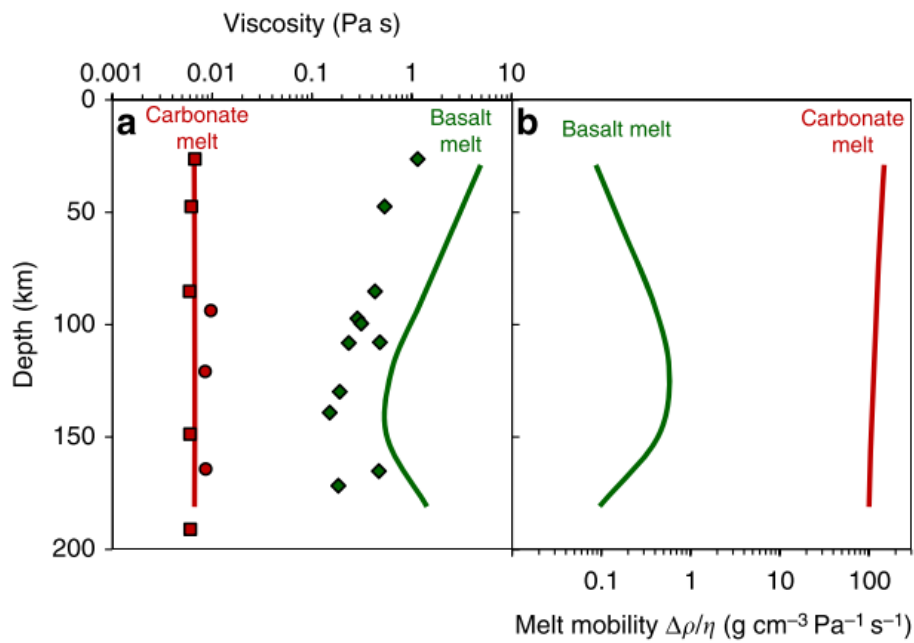 Viscosity (Pa s)
0.001 0.01 0.1 1 10
0
50
100
150
200
Depth (km)
a
Carbonate
melt
Basalt
melt
b
Basalt melt
Carbonate
melt
0.1 1 10 100
Melt mobility Δρ/η (g cm⁻³ Pa⁻¹ s⁻¹)